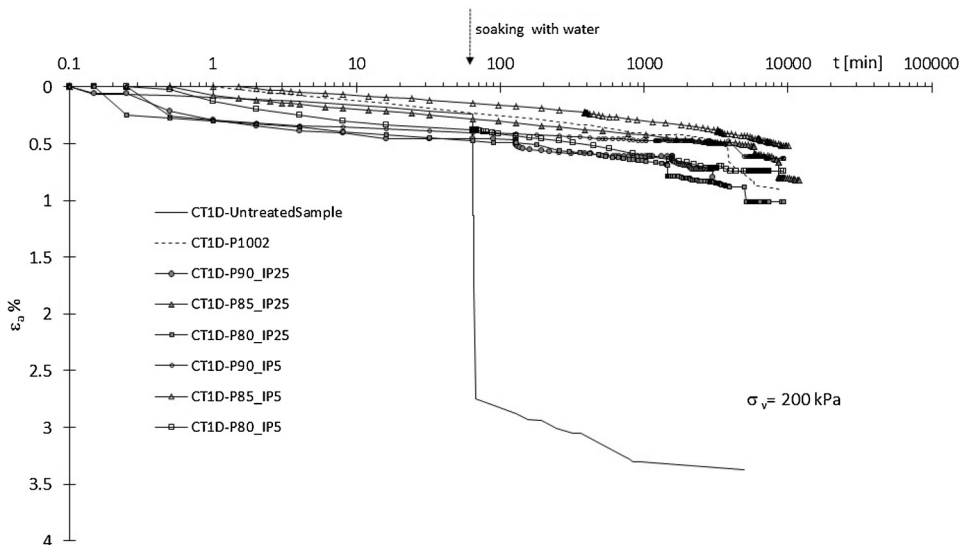 soaking with water
0.1 1 10 100 1000 10000 t [min] 100000
0
0.5
1
1.5
2
2.5
3
3.5
4
εa %
CT1D-UntreatedSample
CT1D-P1002
CT1D-P90_IP25
CT1D-P85_IP25
CT1D-P80_IP25
CT1D-P90_IP5
CT1D-P85_IP5
CT1D-P80_IP5
σv= 200 kPa